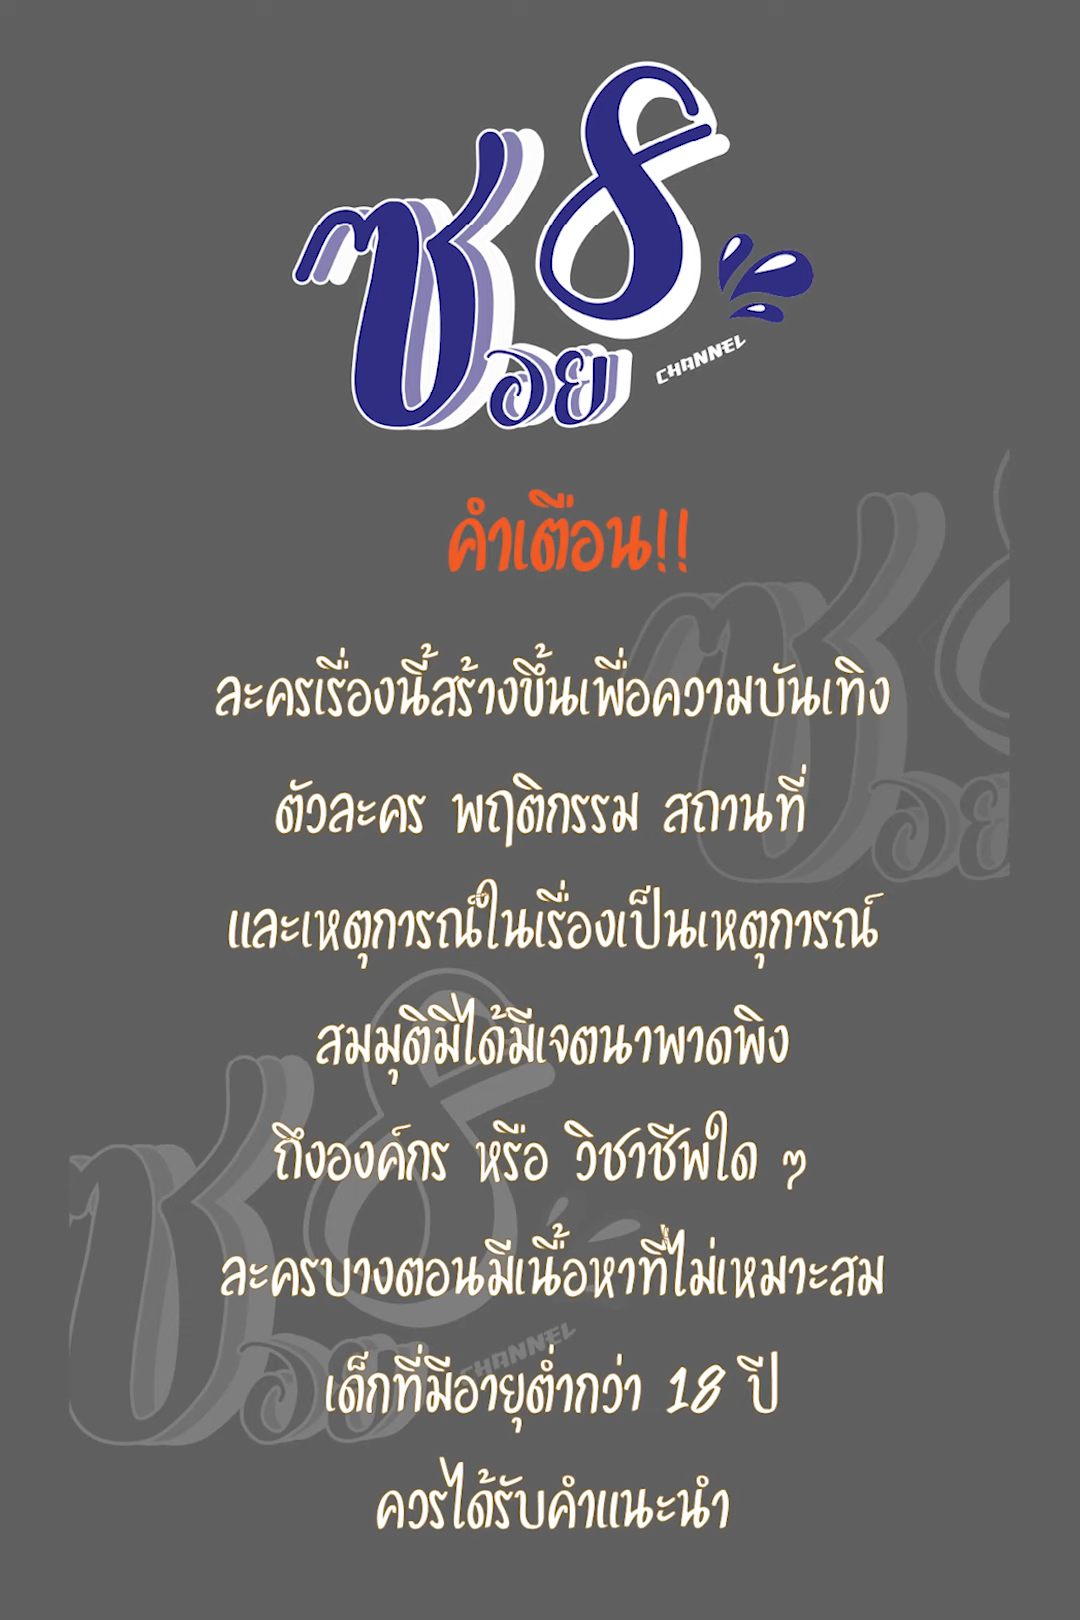 ซอย 8
CHANNEL
คำเตือน!!
ละครเรื่องนี้สร้างขึ้นเพื่อความบันเทิง
ตัวละคร พฤติกรรม สถานที่
และเหตุการณ์ในเรื่องเป็นเหตุการณ์
สมมุติมิได้มีเจตนาพาดพิง
ถึงองค์กร หรือ วิชาชีพใด ๆ
ละครบางตอนมีเนื้อหาที่ไม่เหมาะสม
เด็กที่มีอายุต่ำกว่า 18 ปี
ควรได้รับคำแนะนำ